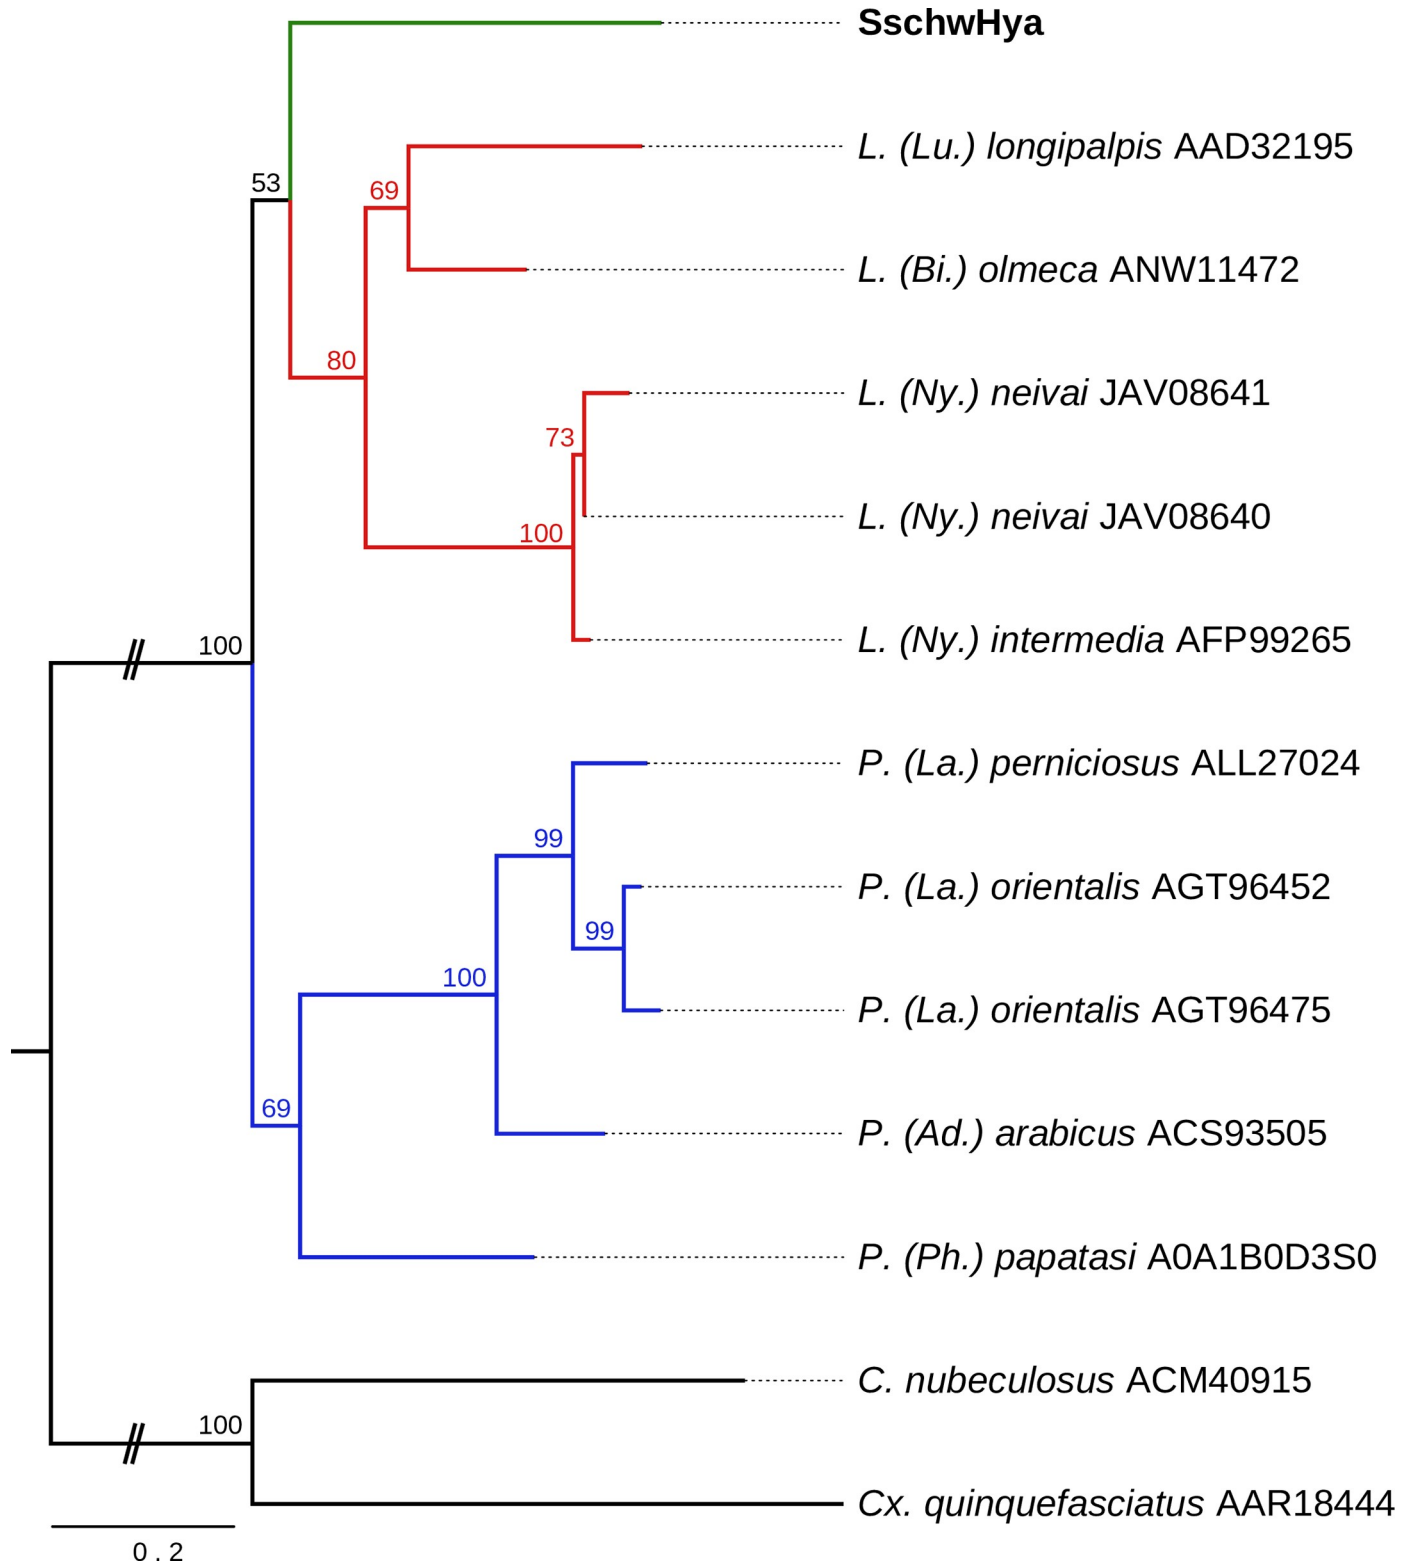 SschwHya
L. (Lu.) longipalpis AAD32195
53
69
L. (Bi.) olmeca ANW11472
80
L. (Ny.) neivai JAV08641
73
L. (Ny.) neivai JAV08640
100
L. (Ny.) intermedia AFP99265
100
P. (La.) perniciosus ALL27024
99
P. (La.) orientalis AGT96452
99
100
P. (La.) orientalis AGT96475
69
P. (Ad.) arabicus ACS93505
P. (Ph.) papatasi A0A1B0D3S0
C. nubeculosus ACM40915
100
Cx. quinquefasciatus AAR18444
0 . 2